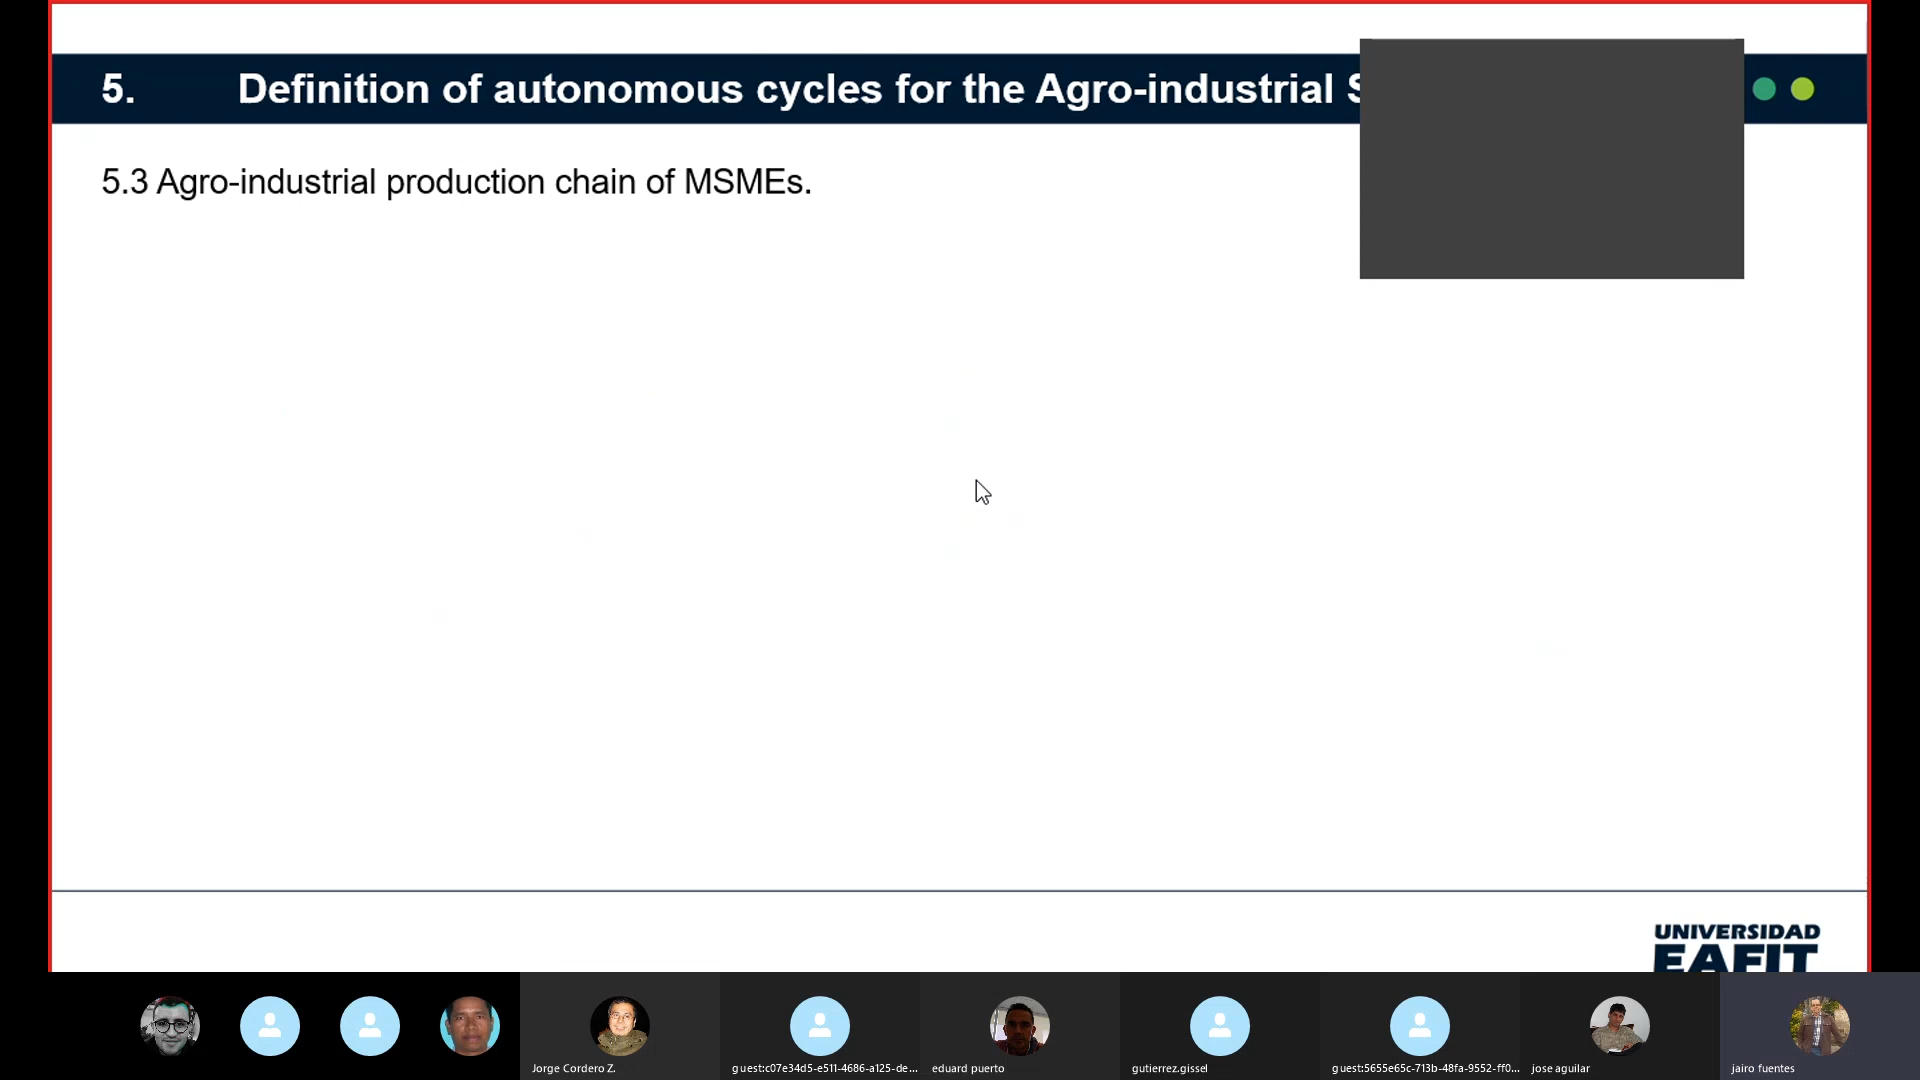 5. Definition of autonomous cycles for the Agro-industrial
5.3 Agro-industrial production chain of MSMEs.
UNIVERSIDAD
EAFIT
Jorge Cordero Z.
guest:c07e34d5-e511-4686-a125-de...
eduard puerto
gutierrez.gissel
guest:5655e65c-713b-48fa-9552-ff0...
jose aguilar
jairo fuentes